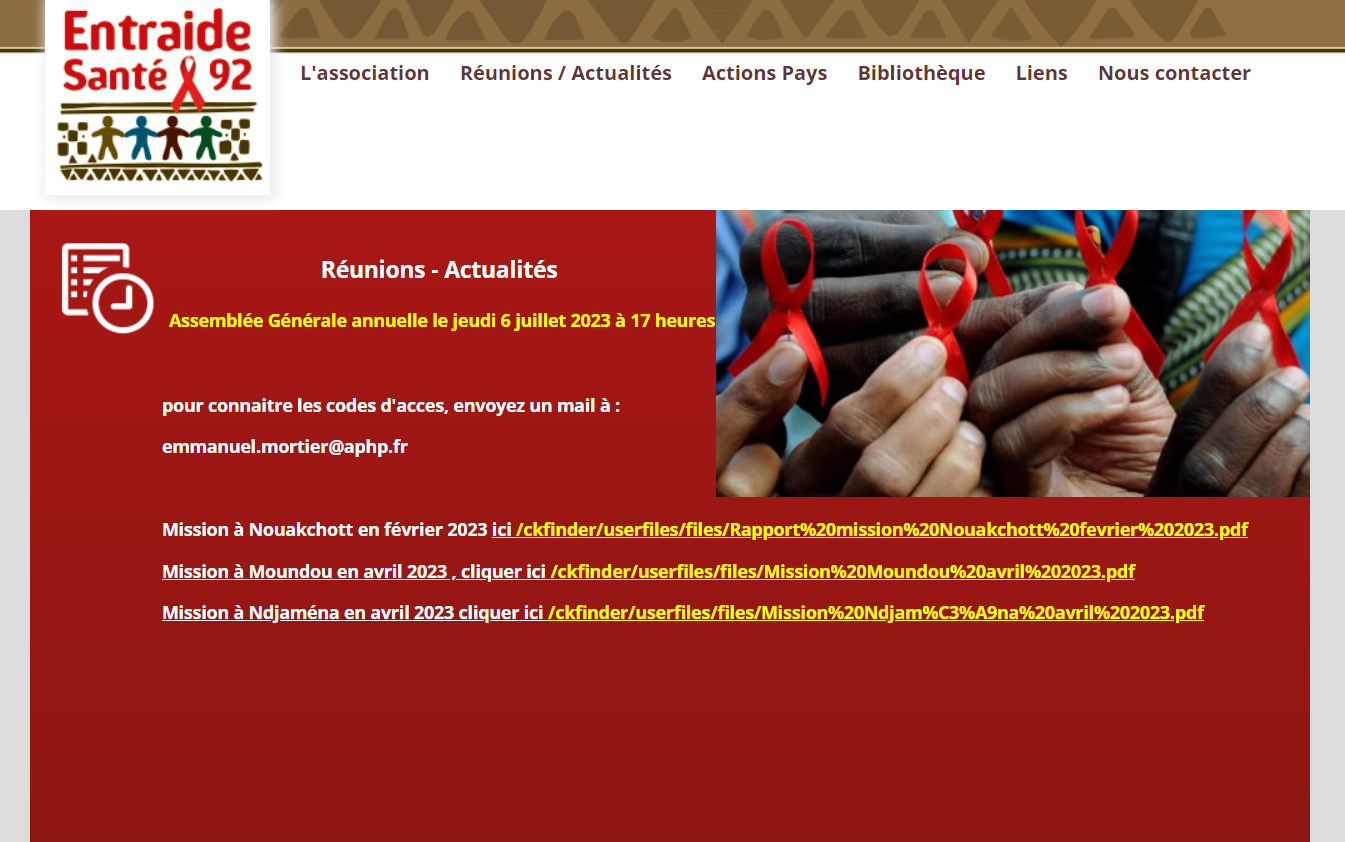 Entraide
Santé 92
L'association Réunions / Actualités Actions Pays Bibliothèque Liens Nous contacter
Réunions - Actualités
Assemblée Générale annuelle le jeudi 6 juillet 2023 à 17 heures
pour connaitre les codes d'acces, envoyez un mail à :
emmanuel.mortier@aphp.fr
Mission à Nouakchott en février 2023 ici /ckfinder/userfiles/files/Rapport%20mission%20Nouakchott%20fevrier%202023.pdf
Mission à Moundou en avril 2023 , cliquer ici /ckfinder/userfiles/files/Mission%20Moundou%20avril%202023.pdf
Mission à Ndjaména en avril 2023 cliquer ici /ckfinder/userfiles/files/Mission%20Ndjam%C3%A9na%20avril%202023.pdf